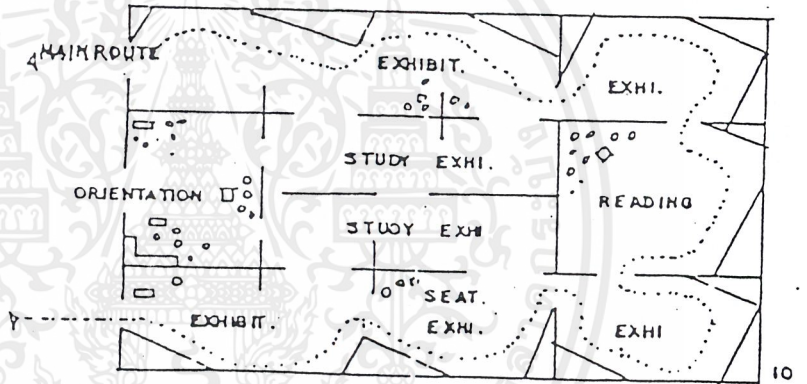 MAIN ROUTE
EXHIBIT.
EXHI.
STUDY EXHI.
ORIENTATION
READING
STUDY EXHI
SEAT.
EXHIBIT.
EXHI.
EXHI
10